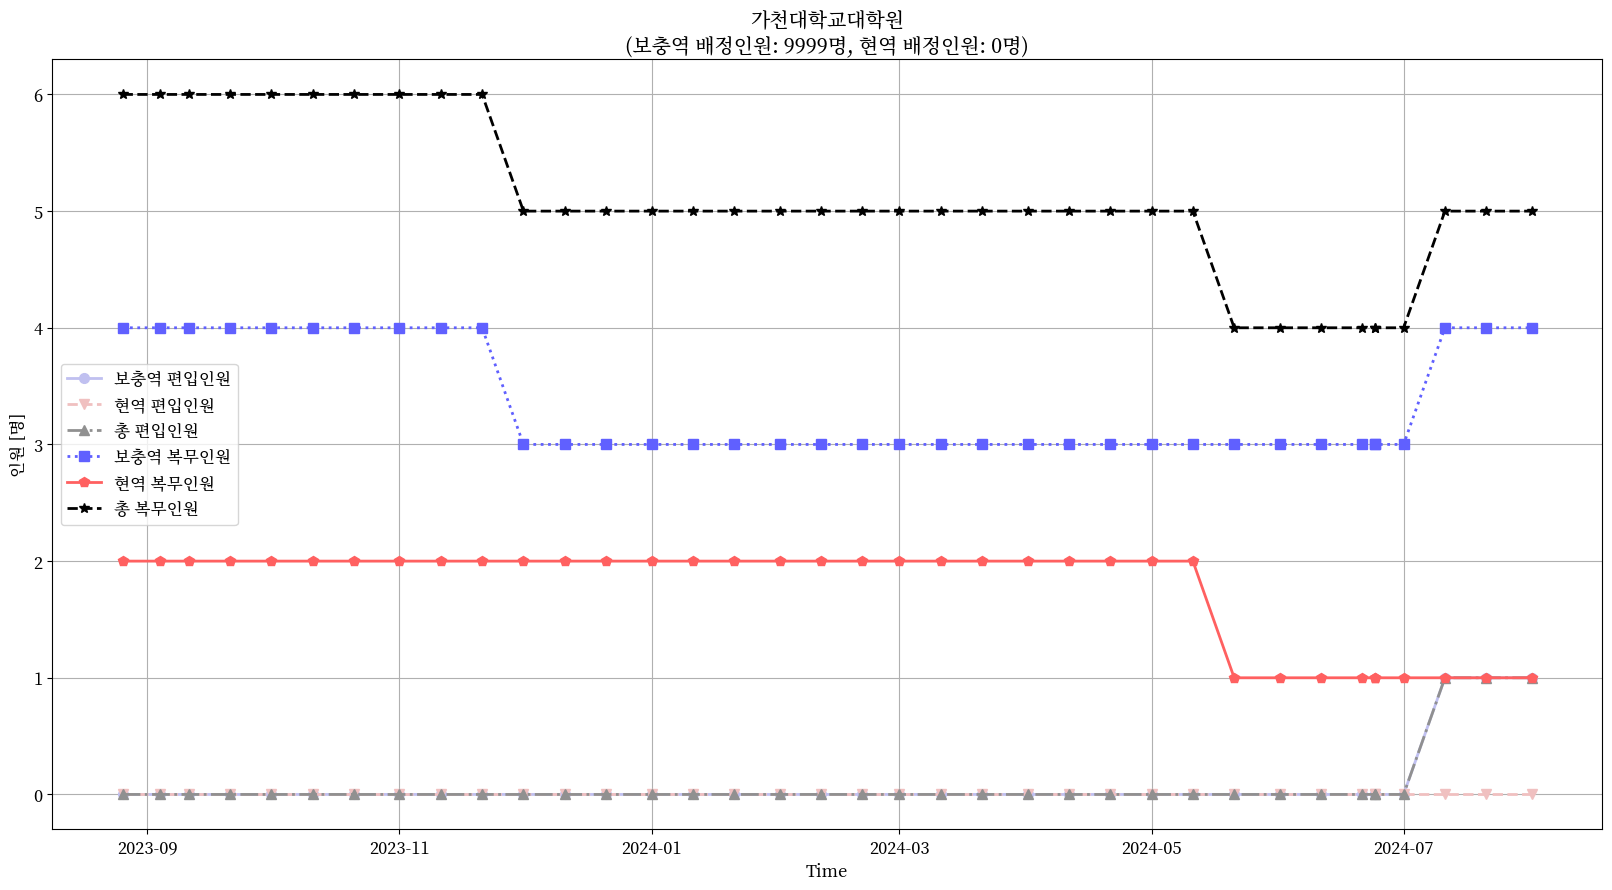 가천대학교대학원
(보충역 배정인원: 9999명, 현역 배정인원: 0명)
6
5
4
3
2
1
0
인원 [명]
보충역 편입인원
현역 편입인원
총 편입인원
보충역 복무인원
현역 복무인원
총 복무인원
2023-09
2023-11
2024-01
2024-03
2024-05
2024-07
Time